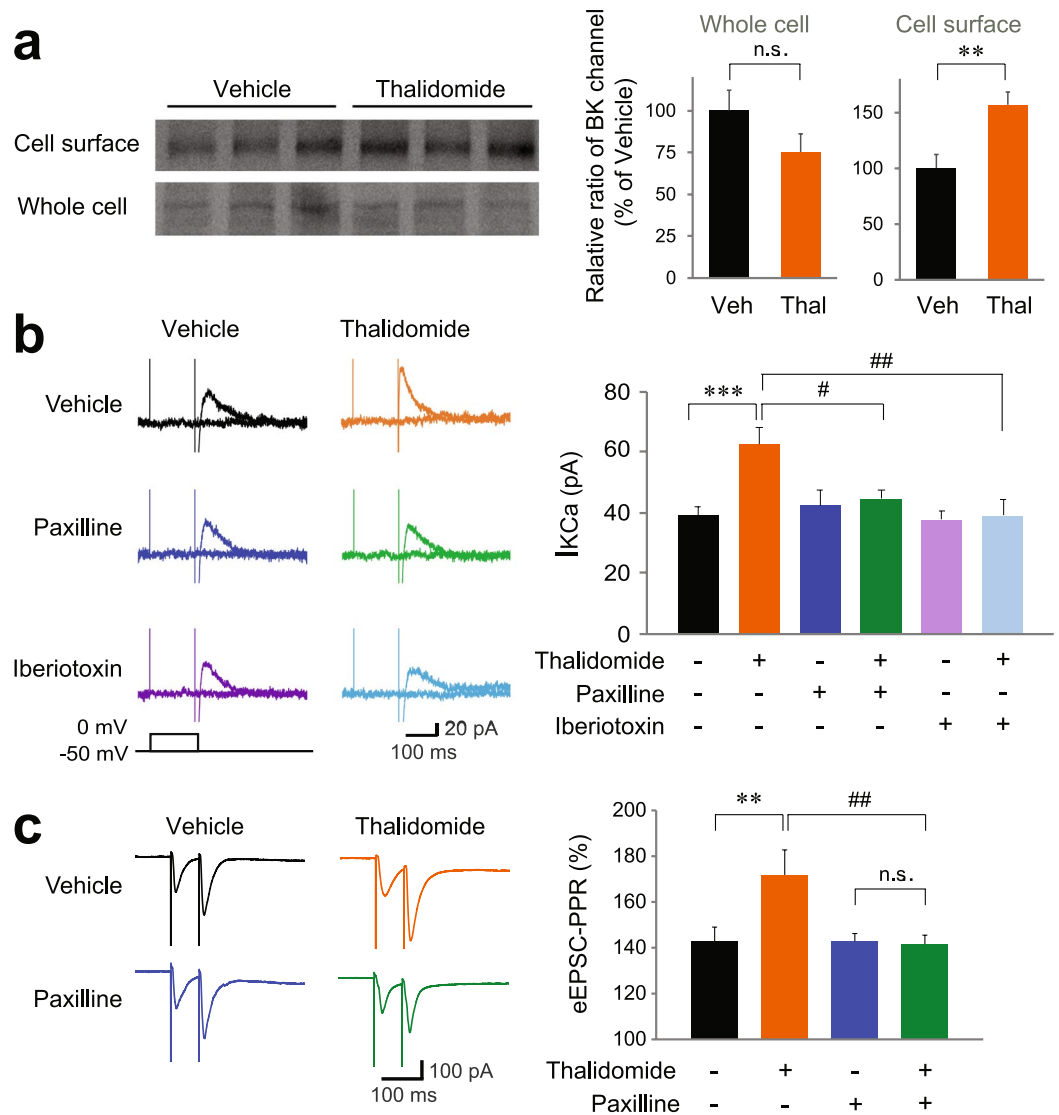 a
Vehicle Thalidomide
Cell surface
Whole cell
Whole cell
n.s.
Ralative ratio of BK channel
(% of Vehicle)
100
75
50
25
0
Veh Thal
Cell surface
**
150
100
50
0
Veh Thal
b
Vehicle Thalidomide
Vehicle
Paxilline
Iberiotoxin
0 mV
-50 mV
20 pA
100 ms
##
*** #
IKCa (pA)
80
60
40
20
0
Thalidomide - + - + - +
Paxilline - - + + - -
Iberiotoxin - - - - + +
c
Vehicle Thalidomide
Vehicle
Paxilline
100 pA
100 ms
** ##
n.s.
eEPSC-PPR (%)
200
180
160
140
120
100
Thalidomide - + - +
Paxilline - - + +